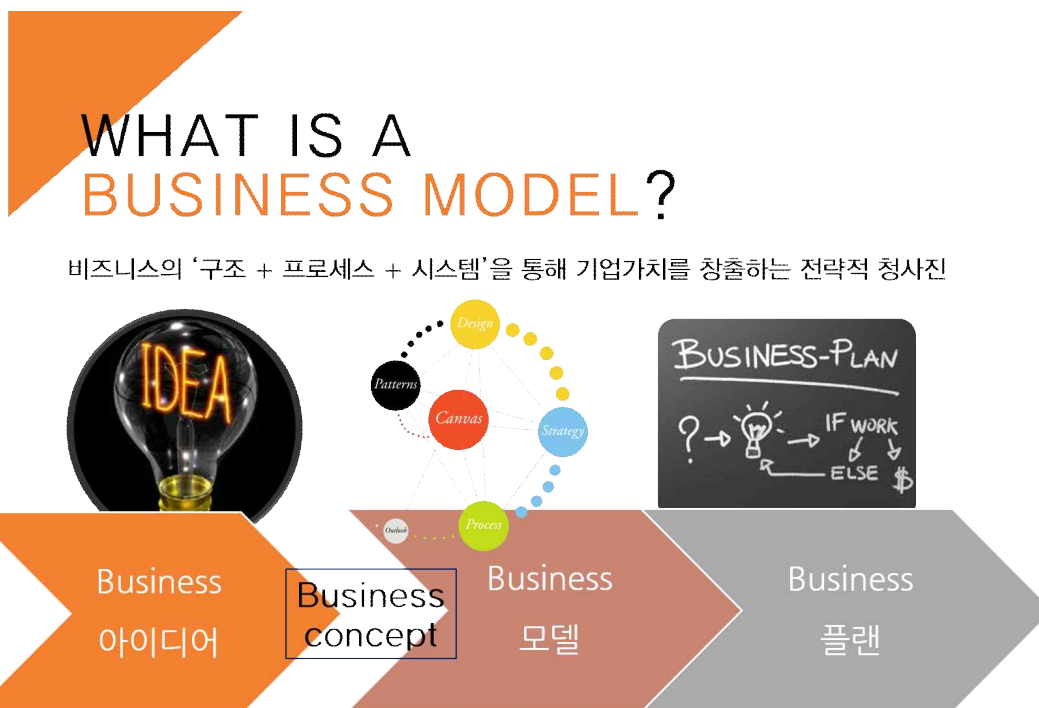 WHAT IS A
BUSINESS MODEL?
비즈니스의 ‘구조 + 프로세스 + 시스템’을 통해 기업가치를 창출하는 전략적 청사진
IDEA
Design
Patterns
Canvas
Strategy
Outlook
Process
BUSINESS-PLAN
? IF WORK
ELSE $
Business
아이디어
Business
concept
Business
모델
Business
플랜